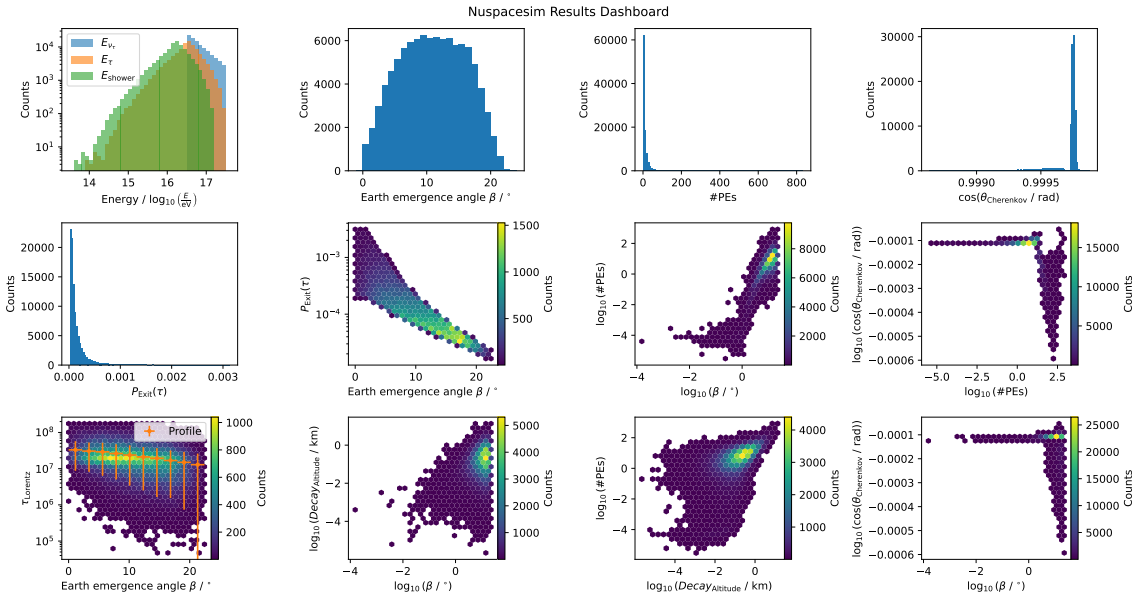 Nuspacesim Results Dashboard
10⁴
10³
10²
10¹
Counts
E_ντ
E_τ
E_shower
14 15 16 17
Energy / log₁₀(E/eV)
6000
4000
2000
0
Counts
0 10 20
Earth emergence angle β / °
60000
40000
20000
0
Counts
0 200 400 600 800
#PEs
30000
20000
10000
0
Counts
0.9990 0.9995
cos(θ_Cherenkov / rad)
20000
15000
10000
5000
0
Counts
0.000 0.001 0.002 0.003
P_Exit(τ)
10⁻³
10⁻⁴
P_Exit(τ)
0 10 20
Earth emergence angle β / °
1500
1000
500
Counts
2
0
−2
−4
log₁₀(#PEs)
−4 −2 0
log₁₀(β / °)
8000
6000
4000
2000
Counts
−0.0001
−0.0002
−0.0003
−0.0004
−0.0005
−0.0006
log₁₀(cos(θ_Cherenkov / rad))
−5.0 −2.5 0.0 2.5
log₁₀(#PEs)
15000
10000
5000
Counts
10⁸
10⁷
10⁶
10⁵
τ_Lorentz
Profile
0 10 20
Earth emergence angle β / °
1000
800
600
400
200
Counts
0
−2
−4
log₁₀(Decay_Altitude / km)
−4 −2 0
log₁₀(β / °)
5000
4000
3000
2000
1000
Counts
2
0
−2
−4
log₁₀(#PEs)
−4 −2 0
log₁₀(Decay_Altitude / km)
4000
3000
2000
1000
Counts
−0.0001
−0.0002
−0.0003
−0.0004
−0.0005
−0.0006
log₁₀(cos(θ_Cherenkov / rad))
−4 −2 0
log₁₀(β / °)
25000
20000
15000
10000
5000
Counts